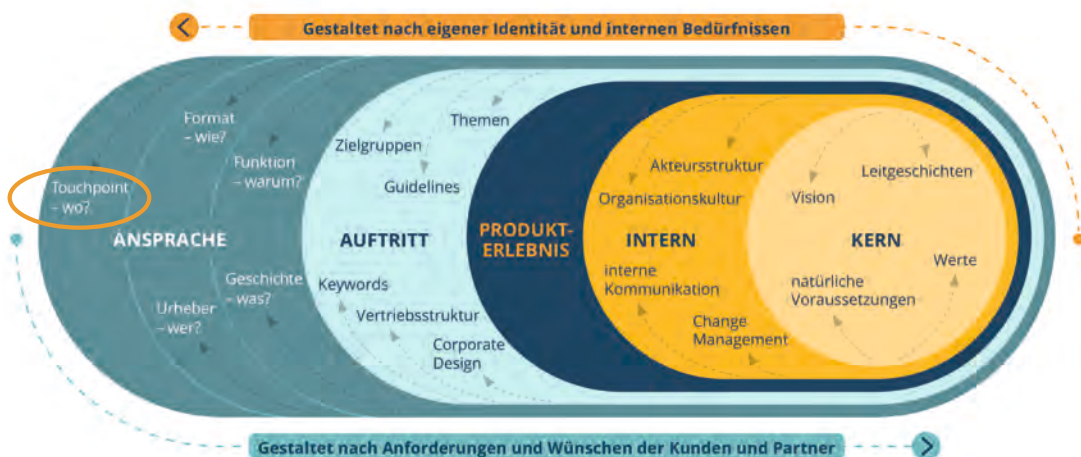 Gestaltet nach eigener Identität und internen Bedürfnissen
Touchpoint
– wo?
Format
– wie?
Funktion
– warum?
ANSPRACHE
Geschichte
– was?
Urheber
– wer?
Themen
Zielgruppen
Guidelines
AUFTRITT
Keywords
Vertriebsstruktur
Corporate
Design
PRODUKT-
ERLEBNIS
Akteursstruktur
Organisationskultur
INTERN
interne
Kommunikation
Change
Management
Leitgeschichten
Vision
KERN
Werte
natürliche
Voraussetzungen
Gestaltet nach Anforderungen und Wünschen der Kunden und Partner